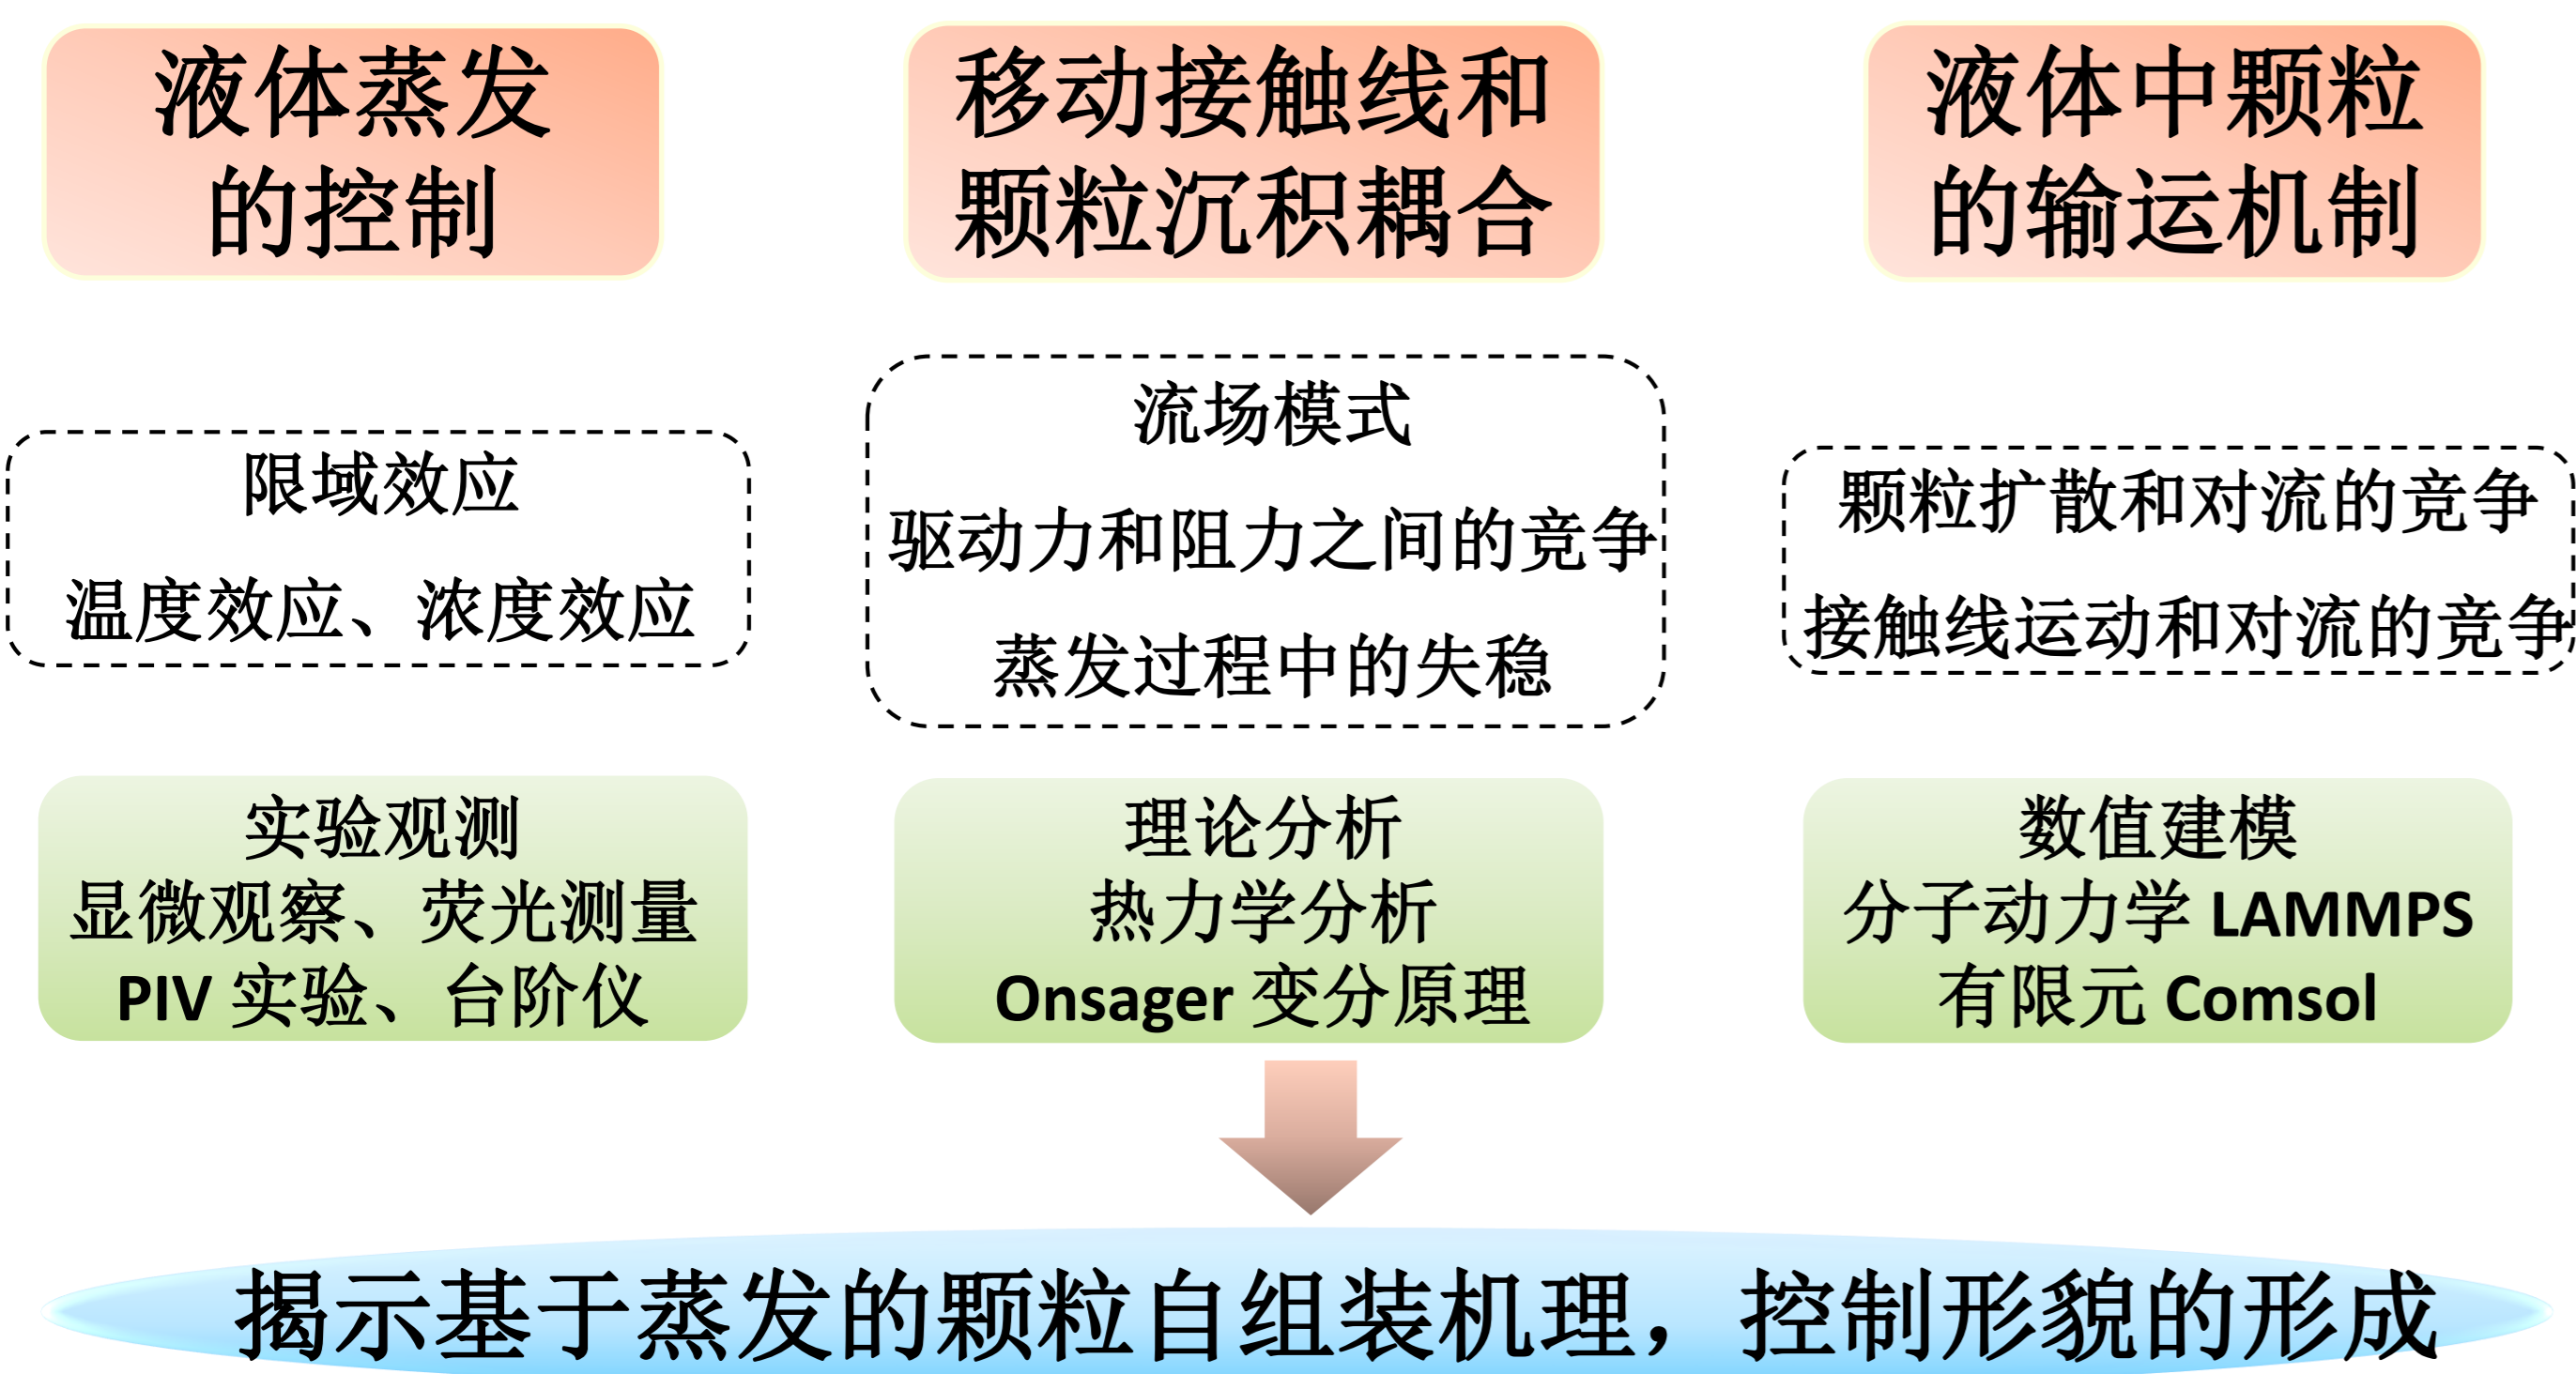 液体蒸发
的控制
移动接触线和
颗粒沉积耦合
液体中颗粒
的输运机制
限域效应
温度效应、浓度效应
流场模式
驱动力和阻力之间的竞争
蒸发过程中的失稳
颗粒扩散和对流的竞争
接触线运动和对流的竞争
实验观测
显微观察、荧光测量
PIV 实验、台阶仪
理论分析
热力学分析
Onsager 变分原理
数值建模
分子动力学 LAMMPS
有限元 Comsol
揭示基于蒸发的颗粒自组装机理，控制形貌的形成